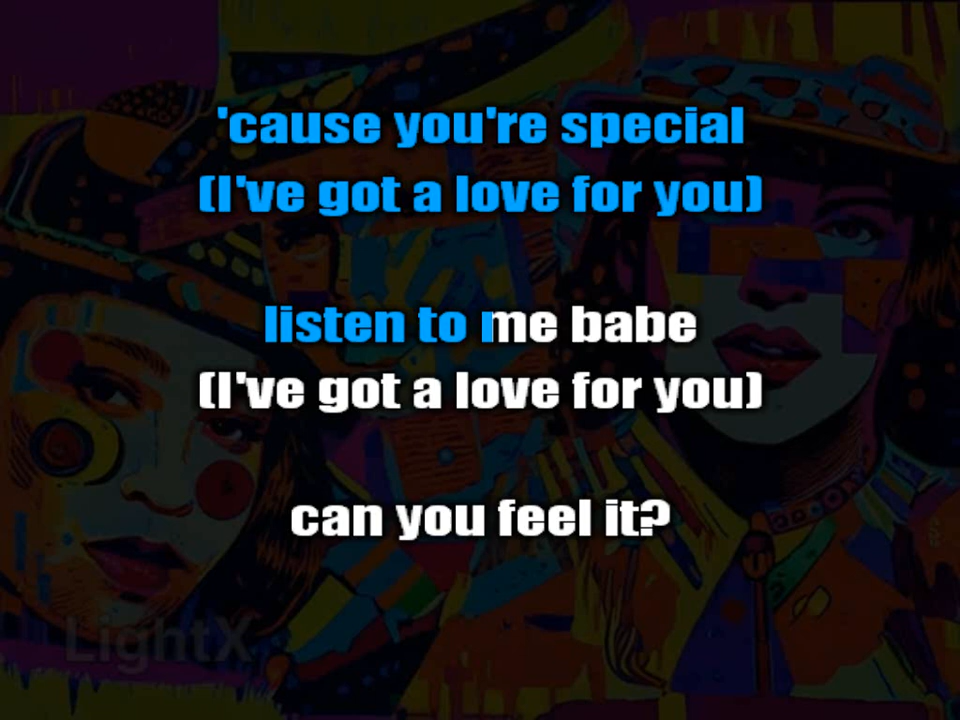 'cause you're special
(I've got a love for you)
listen to me babe
(I've got a love for you)
can you feel it?
LightX